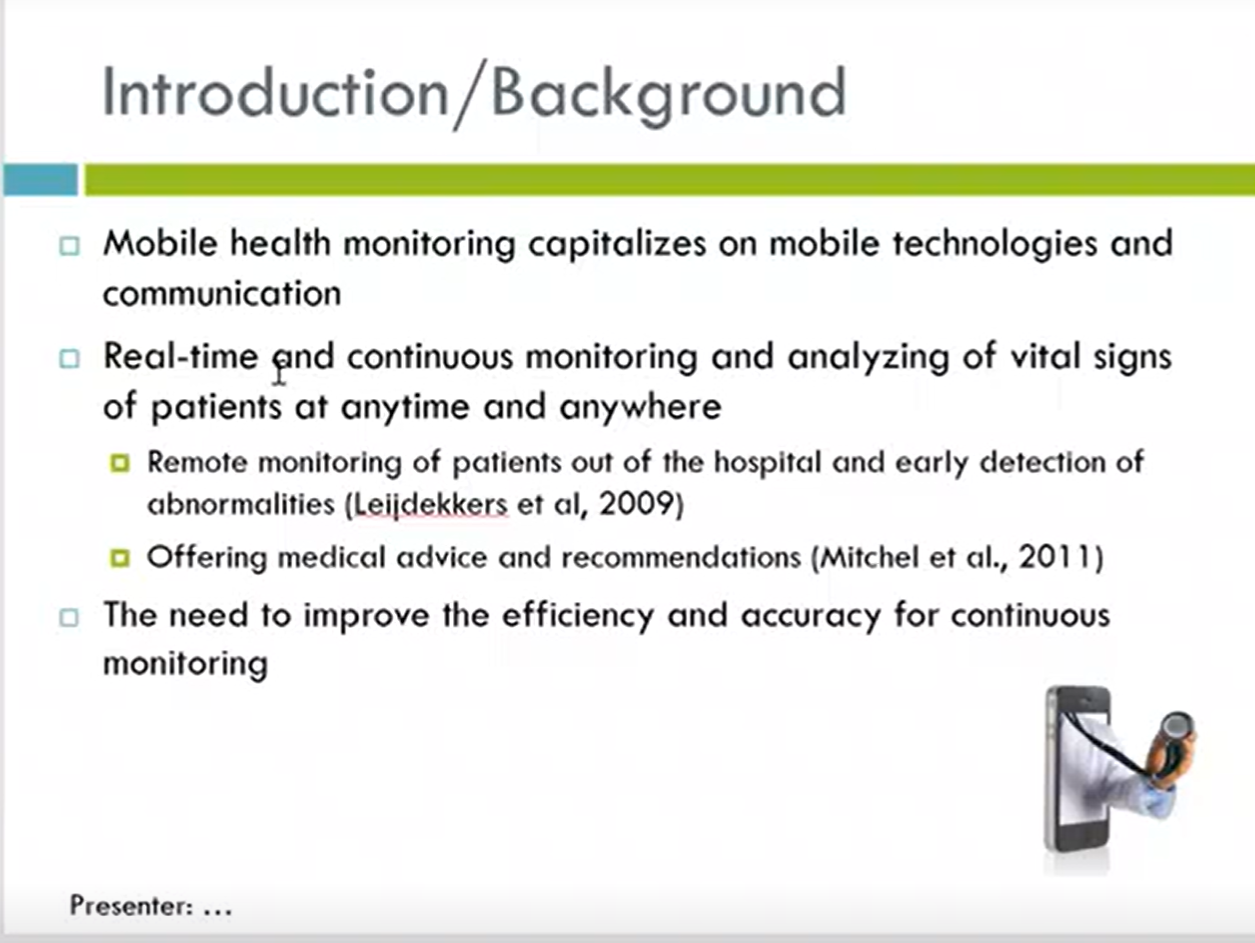 Introduction/Background
Mobile health monitoring capitalizes on mobile technologies and
communication
Real-time and continuous monitoring and analyzing of vital signs
of patients at anytime and anywhere
Remote monitoring of patients out of the hospital and early detection of
abnormalities (Leijdekkers et al, 2009)
Offering medical advice and recommendations (Mitchel et al., 2011)
The need to improve the efficiency and accuracy for continuous
monitoring
Presenter: ...